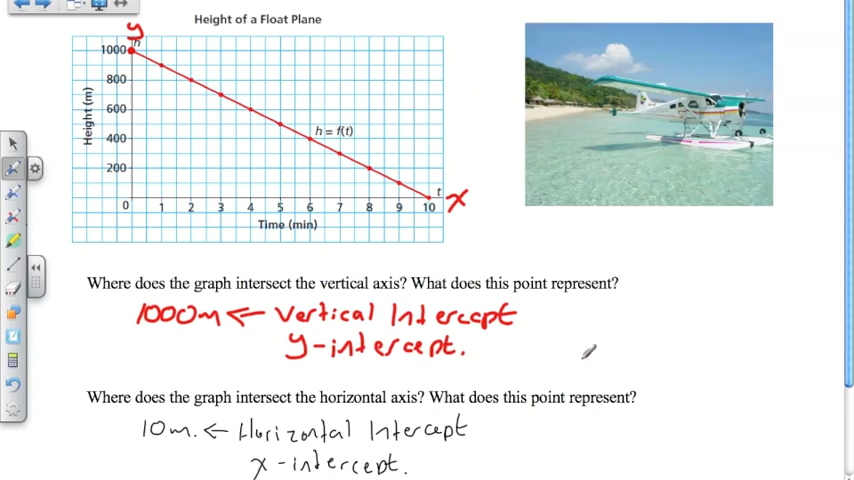 Height of a Float Plane
y
h
1000
800
600
400
200
0
Height (m)
h = f(t)
t
x
1 2 3 4 5 6 7 8 9 10
Time (min)
Where does the graph intersect the vertical axis? What does this point represent?
1000m ← Vertical Intercept
y-intercept.
Where does the graph intersect the horizontal axis? What does this point represent?
10m. ← Horizontal Intercept
x-intercept.